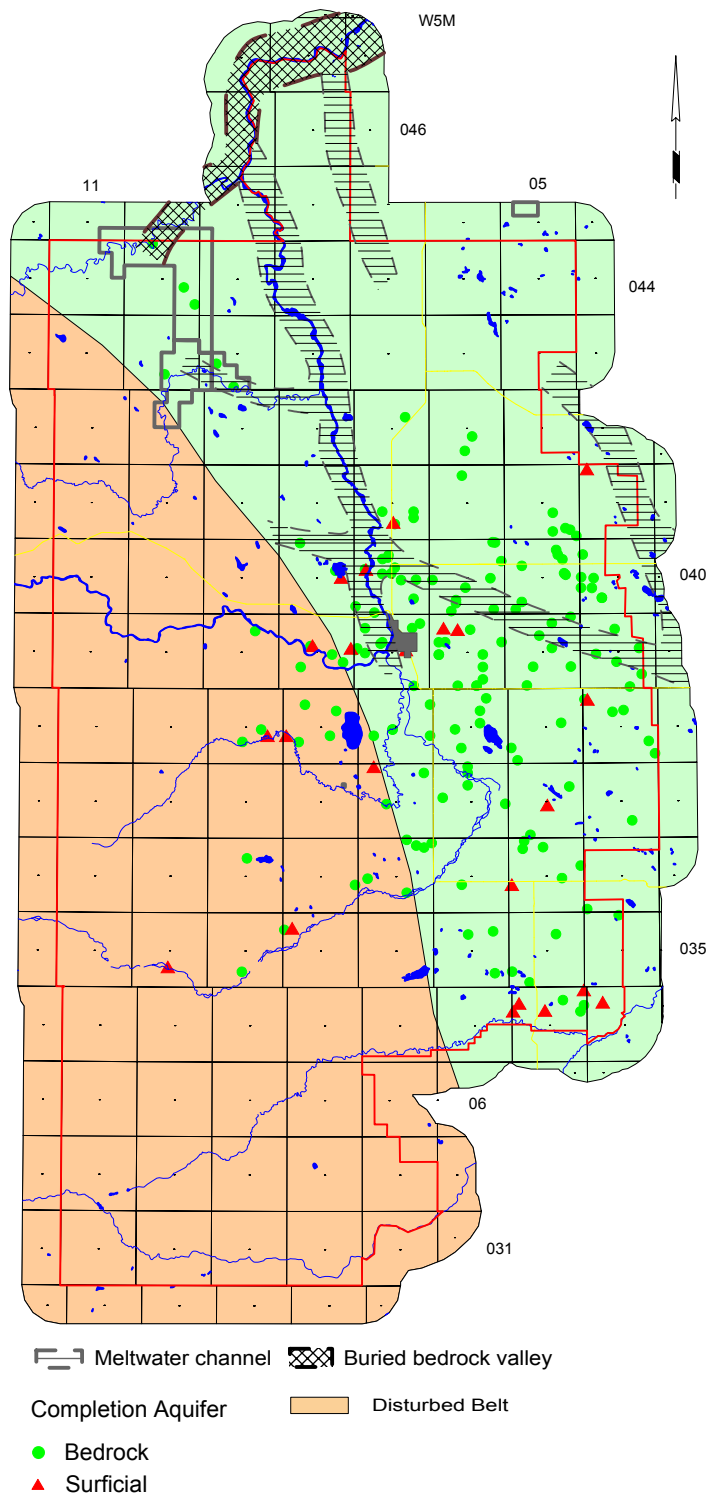 W5M
046
11
05
044
040
035
06
031
Meltwater channel
Buried bedrock valley
Completion Aquifer
Disturbed Belt
Bedrock
Surficial